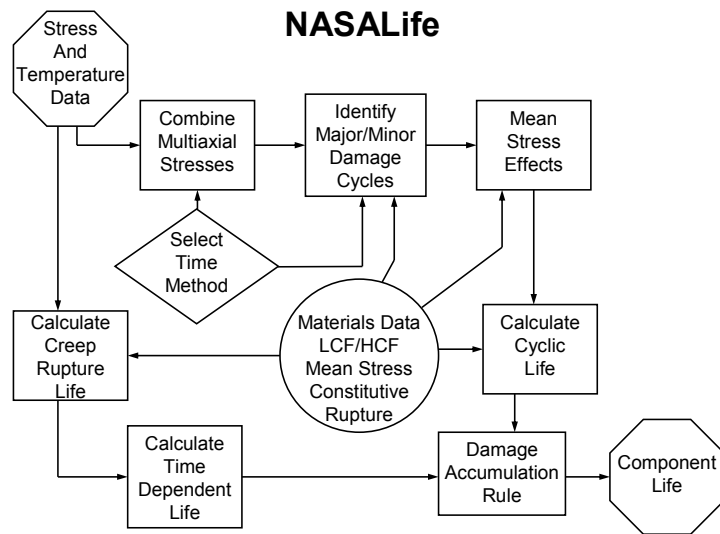 NASALife
Stress
And
Temperature
Data
Combine
Multiaxial
Stresses
Identify
Major/Minor
Damage
Cycles
Mean
Stress
Effects
Select
Time
Method
Calculate
Creep
Rupture
Life
Materials Data
LCF/HCF
Mean Stress
Constitutive
Rupture
Calculate
Cyclic
Life
Calculate
Time
Dependent
Life
Damage
Accumulation
Rule
Component
Life